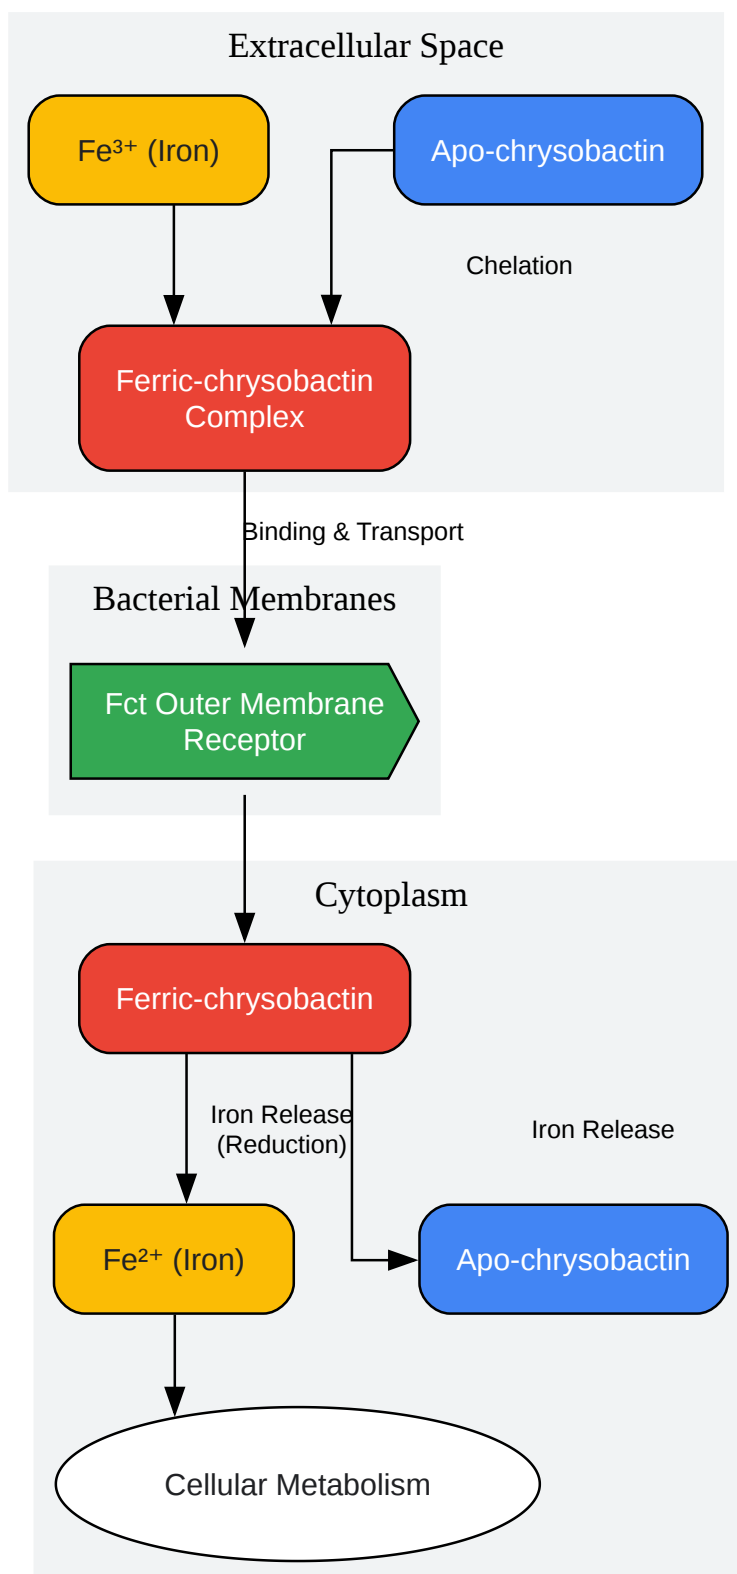 Extracellular Space
Fe³⁺ (Iron)
Apo-chrysobactin
Chelation
Ferric-chrysobactin
Complex
Binding & Transport
Bacterial Membranes
Fct Outer Membrane
Receptor
Cytoplasm
Ferric-chrysobactin
Iron Release
(Reduction)
Iron Release
Fe²⁺ (Iron)
Apo-chrysobactin
Cellular Metabolism